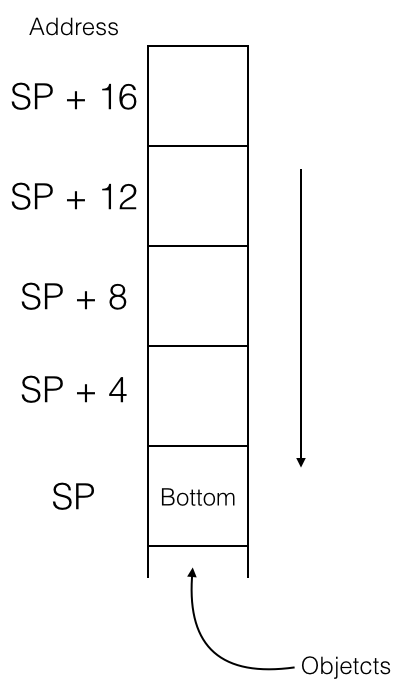 Address
SP + 16
SP + 12
SP + 8
SP + 4
SP
Bottom
Objetcts